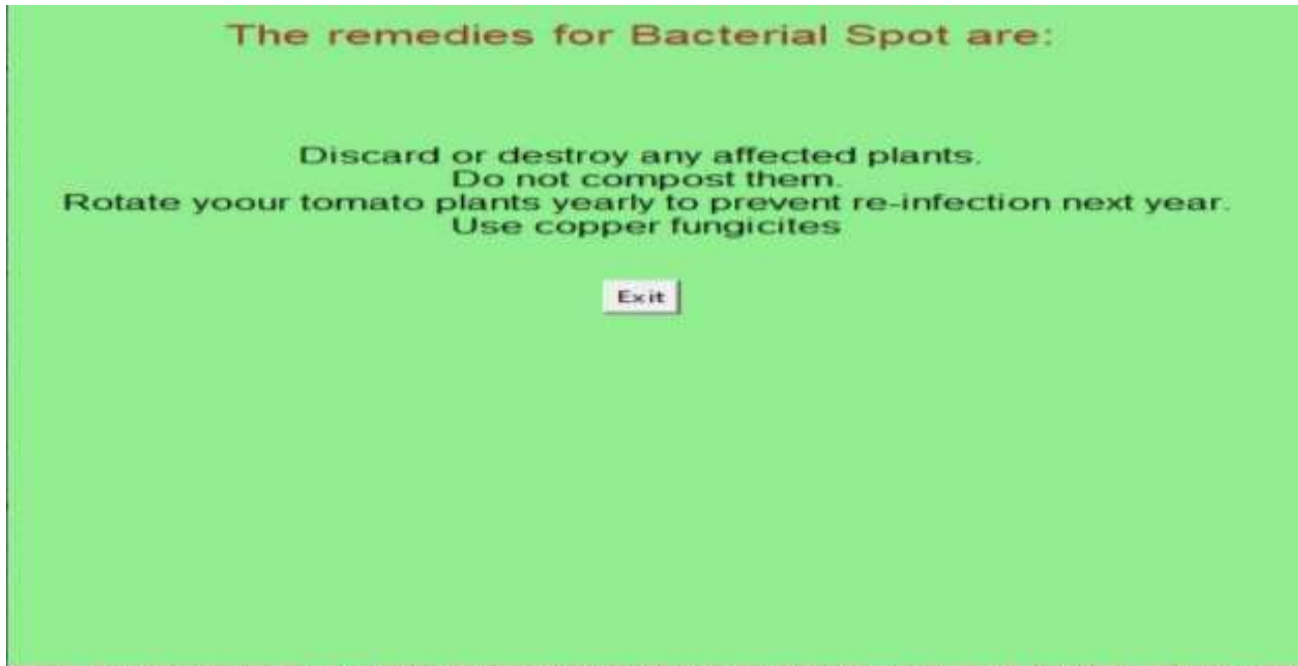 The remedies for Bacterial Spot are:
Discard or destroy any affected plants.
Do not compost them.
Rotate yoour tomato plants yearly to prevent re-infection next year.
Use copper fungicites
Exit